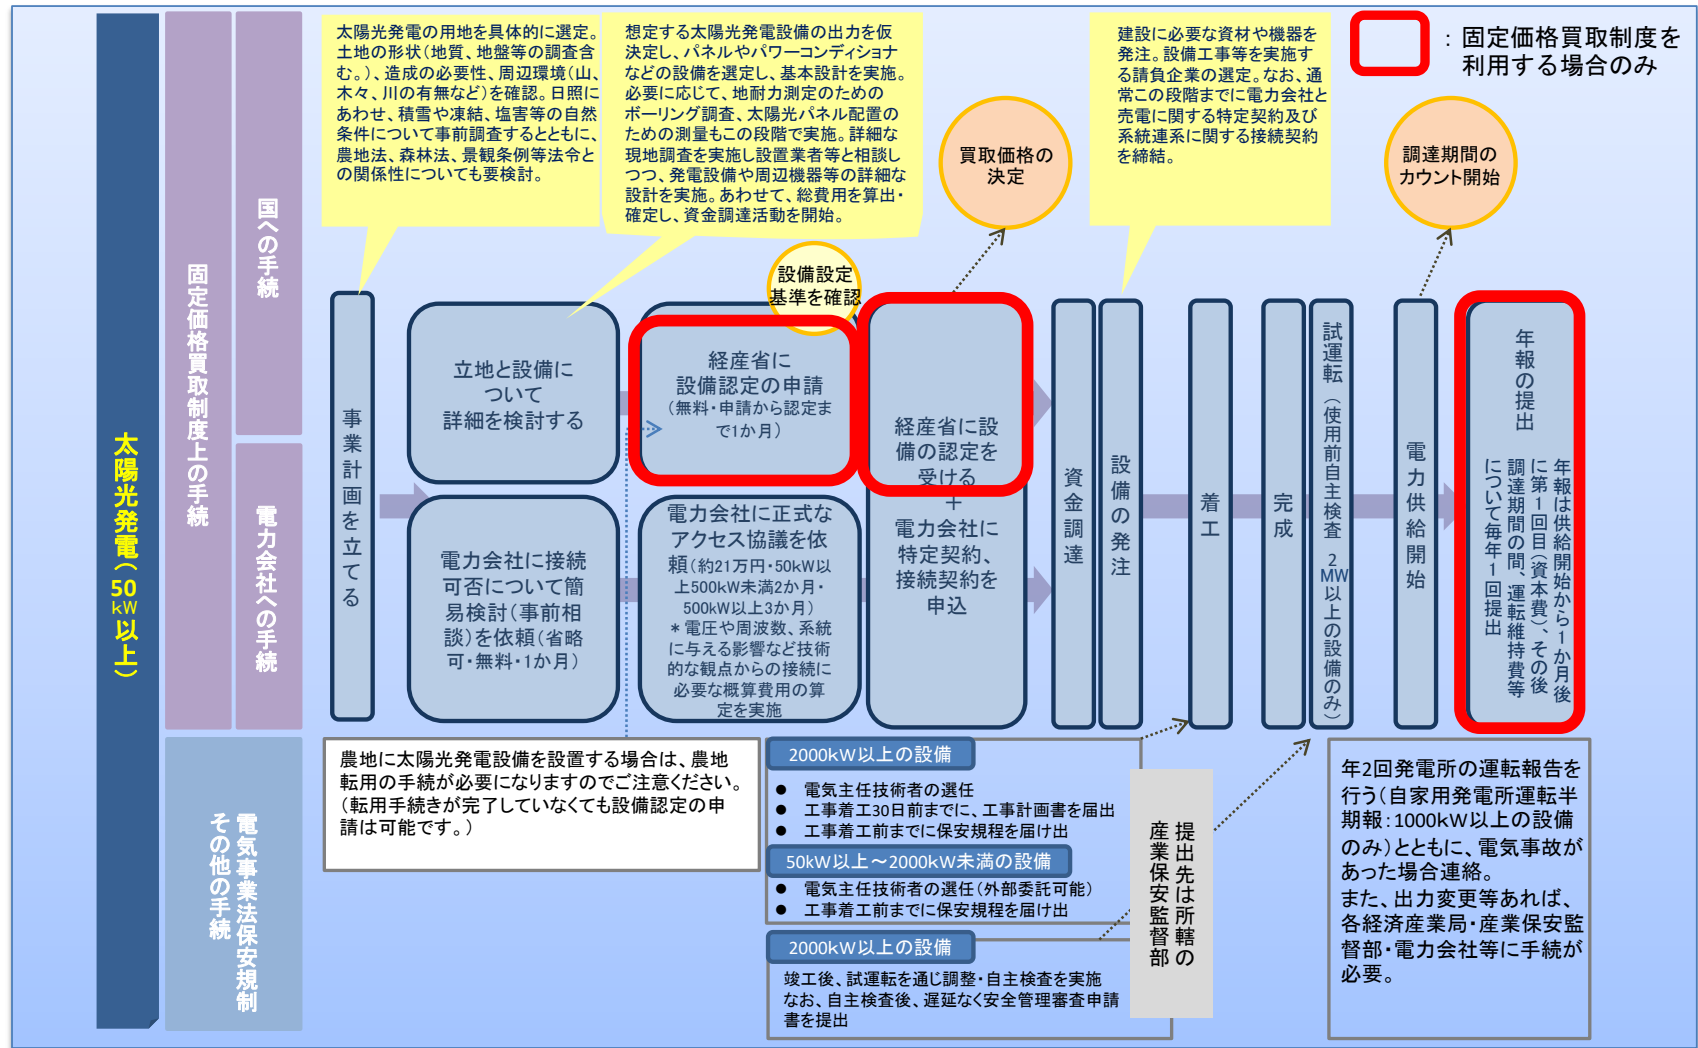 太陽光発電の用地を具体的に選定。
土地の形状（地質、地盤等の調査含
む。）、造成の必要性、周辺環境（山、
木々、川の有無など）を確認。日照に
あわせ、積雪や凍結、塩害等の自然
条件について事前調査するとともに、
農地法、森林法、景観条例等法令と
の関係性についても要検討。
想定する太陽光発電設備の出力を仮
決定し、パネルやパワーコンディショナ
などの設備を選定し、基本設計を実施。
必要に応じて、地耐力測定のための
ボーリング調査、太陽光パネル配置の
ための測量もこの段階で実施。詳細な
現地調査を実施し設置業者等と相談し
つつ、発電設備や周辺機器等の詳細な
設計を実施。あわせて、総費用を算出・
確定し、資金調達活動を開始。
建設に必要な資材や機器を
発注。設備工事等を実施す
る請負企業の選定。なお、通
常この段階までに電力会社と
売電に関する特定契約及び
系統連系に関する接続契約
を締結。
：固定価格買取制度を
利用する場合のみ
買取価格の
決定
調達期間の
カウント開始
設備設定
基準を確認
太陽光発電（50kW以上）
固定価格買取制度上の手続
国への手続
電力会社への手続
電気事業法保安規制
その他の手続
事業計画を立てる
立地と設備に
ついて
詳細を検討する
電力会社に接続
可否について簡
易検討（事前相
談）を依頼（省略
可・無料・1か月）
経産省に
設備認定の申請
（無料・申請から認定ま
で1か月）
電力会社に正式な
アクセス協議を依
頼（約21万円・50kW以
上500kW未満2か月・
500kW以上3か月）
＊電圧や周波数、系統
に与える影響など技術
的な観点からの接続に
必要な概算費用の算
定を実施
経産省に設
備の認定を
受ける
＋
電力会社に
特定契約、
接続契約を
申込
資金調達
設備の発注
着工
完成
試運転（使用前自主検査 2MW以上の設備のみ）
電力供給開始
年報の提出
年報は供給開始から1か月後
に第1回目（資本費）、その後
調達期間の間、運転維持費等
について毎年1回提出
農地に太陽光発電設備を設置する場合は、農地
転用の手続が必要になりますのでご注意ください。
（転用手続きが完了していなくても設備認定の申
請は可能です。）
2000kW以上の設備
● 電気主任技術者の選任
● 工事着工30日前までに、工事計画書を届出
● 工事着工前までに保安規程を届け出
50kW以上～2000kW未満の設備
● 電気主任技術者の選任（外部委託可能）
● 工事着工前までに保安規程を届け出
2000kW以上の設備
竣工後、試運転を通じ調整・自主検査を実施
なお、自主検査後、遅延なく安全管理審査申請
書を提出
提出先は所轄の
産業保安監督部
年2回発電所の運転報告を
行う（自家用発電所運転半
期報：1000kW以上の設備
のみ）とともに、電気事故が
あった場合連絡。
また、出力変更等あれば、
各経済産業局・産業保安監
督部・電力会社等に手続が
必要。